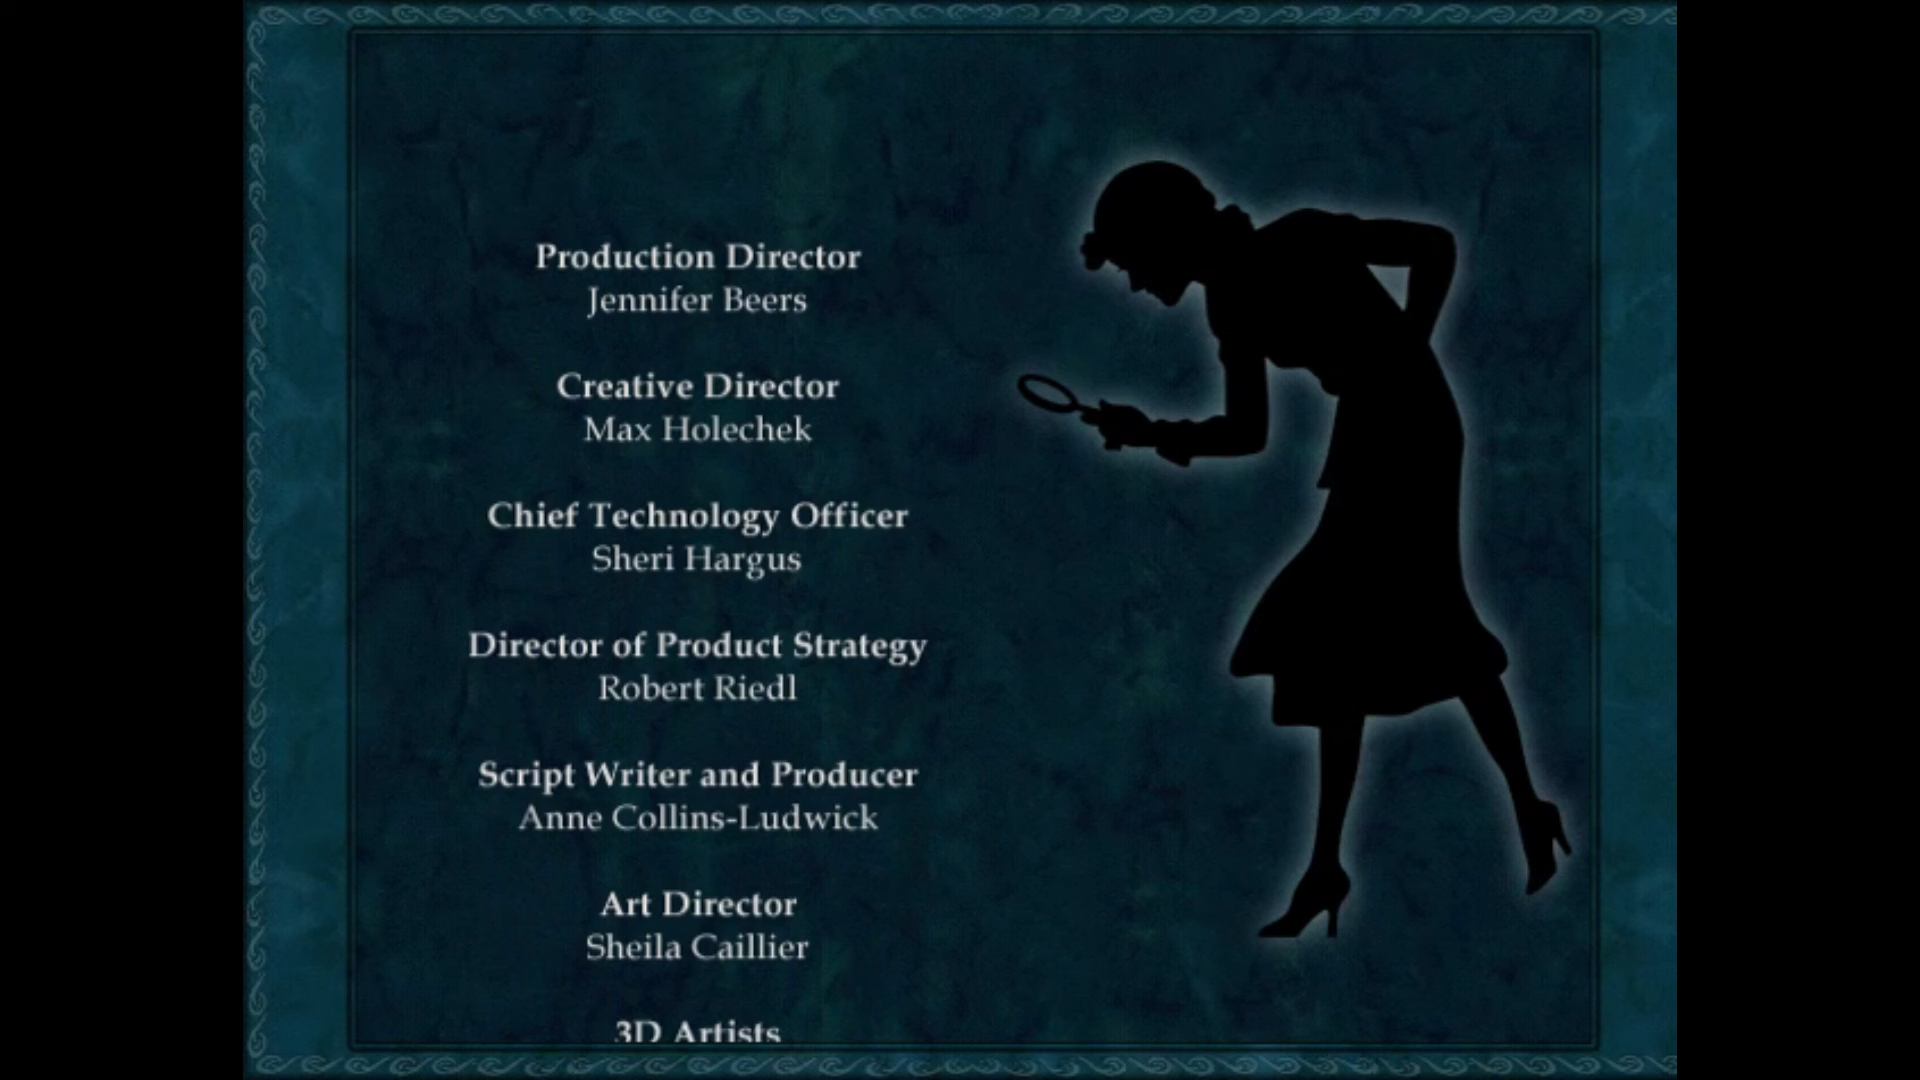 Production Director
Jennifer Beers
Creative Director
Max Holechek
Chief Technology Officer
Sheri Hargus
Director of Product Strategy
Robert Riedl
Script Writer and Producer
Anne Collins-Ludwick
Art Director
Sheila Caillier
3D Artists